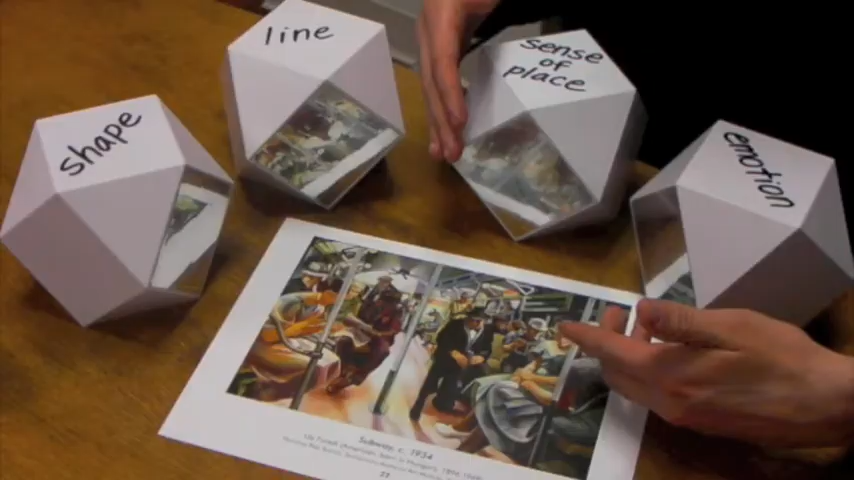 line
sense
of
place
shape
emotion
Subway, c. 1934